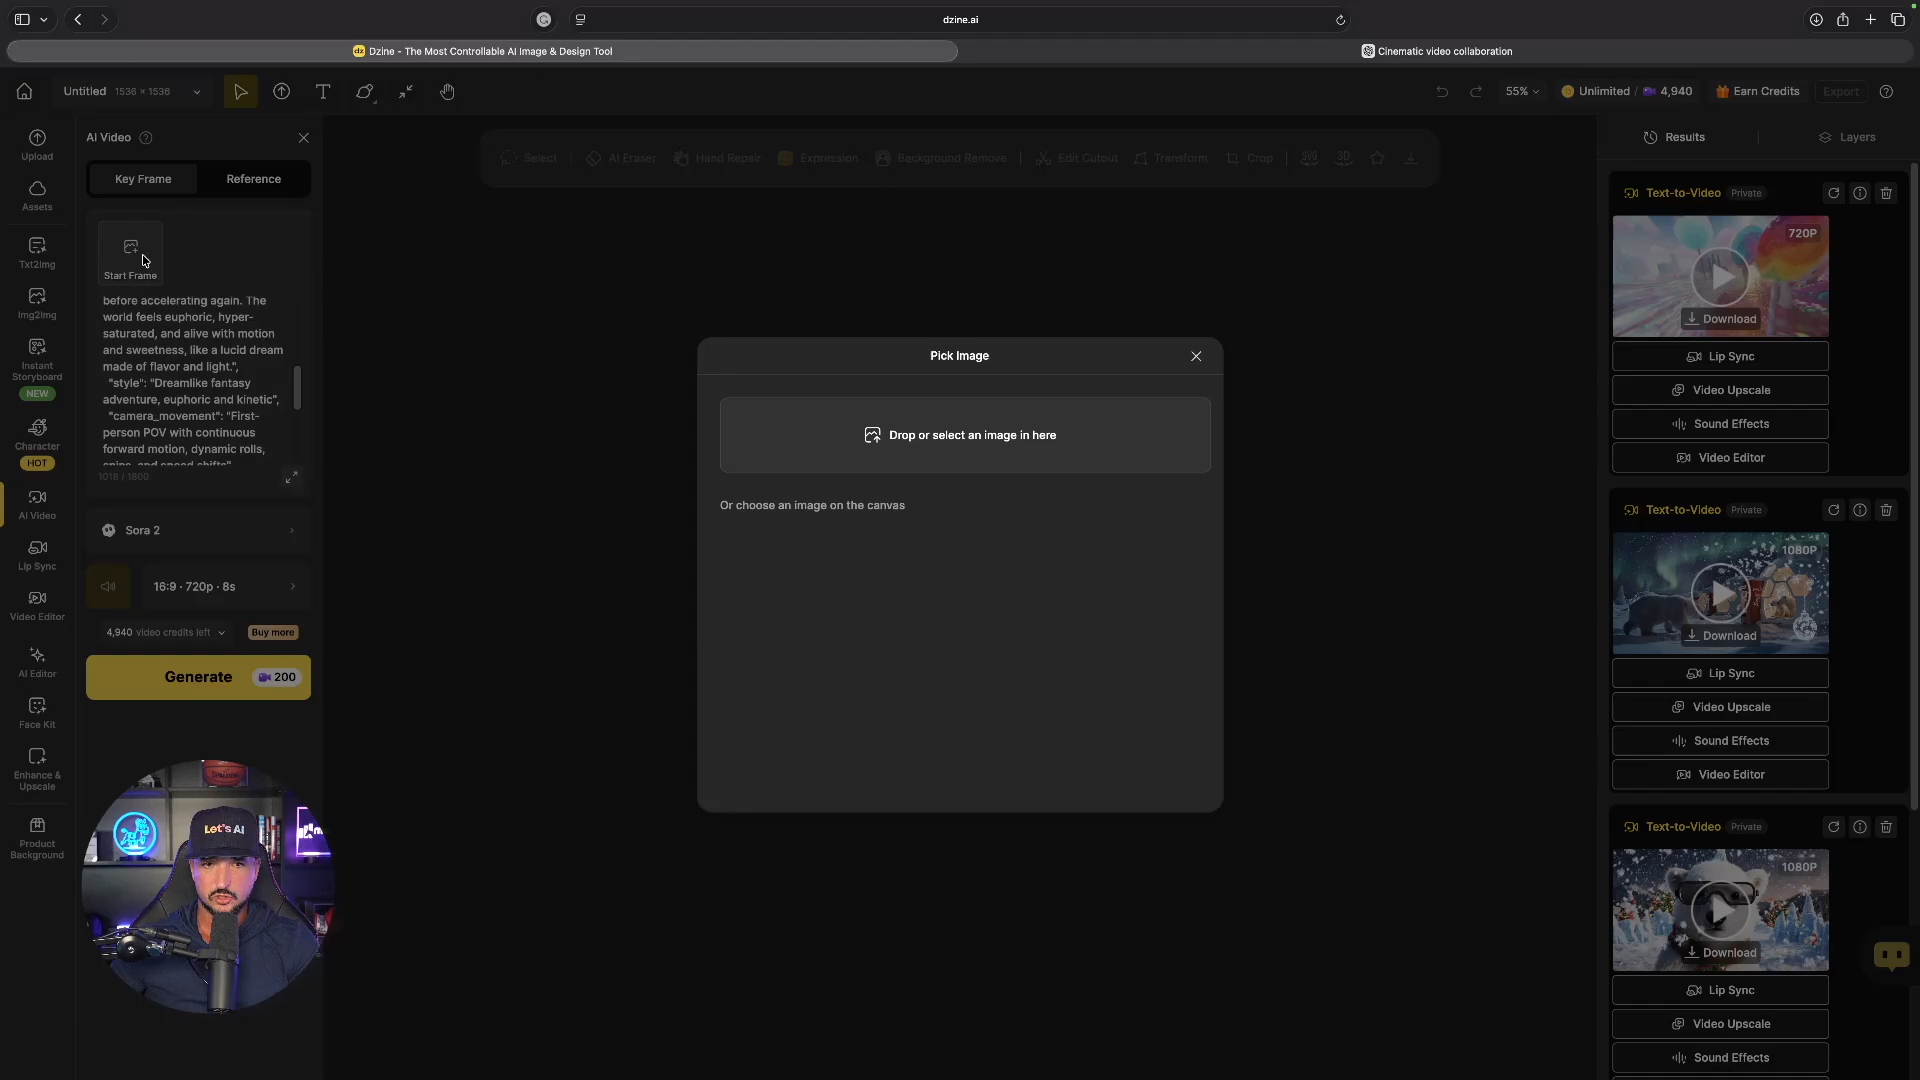 dzine.ai
Dzine - The Most Controllable AI Image & Design Tool
Cinematic video collaboration
Untitled 1536 × 1536
55%
Unlimited / 4,940
Earn Credits
Export
Upload
Assets
Txt2Img
Img2Img
Instant
Storyboard
NEW
Character
HOT
AI Video
Lip Sync
Video Editor
AI Editor
Face Kit
Enhance &
Upscale
Product
Background
AI Video
Key Frame
Reference
Start Frame
before accelerating again. The
world feels euphoric, hyper-
saturated, and alive with motion
and sweetness, like a lucid dream
made of flavor and light.",
"style": "Dreamlike fantasy
adventure, euphoric and kinetic",
"camera_movement": "First-
person POV with continuous
forward motion, dynamic rolls,
spins, and speed shifts"
1018 / 1800
Sora 2
16:9 · 720p · 8s
4,940 video credits left
Buy more
Generate 200
Let's AI
Select
AI Eraser
Hand Repair
Expression
Background Remove
Edit Cutout
Transform
Crop
SVG
3D
Pick Image
Drop or select an image in here
Or choose an image on the canvas
Results
Layers
Text-to-Video Private
720P
Download
Lip Sync
Video Upscale
Sound Effects
Video Editor
Text-to-Video Private
1080P
Download
Lip Sync
Video Upscale
Sound Effects
Video Editor
Text-to-Video Private
1080P
Download
Lip Sync
Video Upscale
Sound Effects